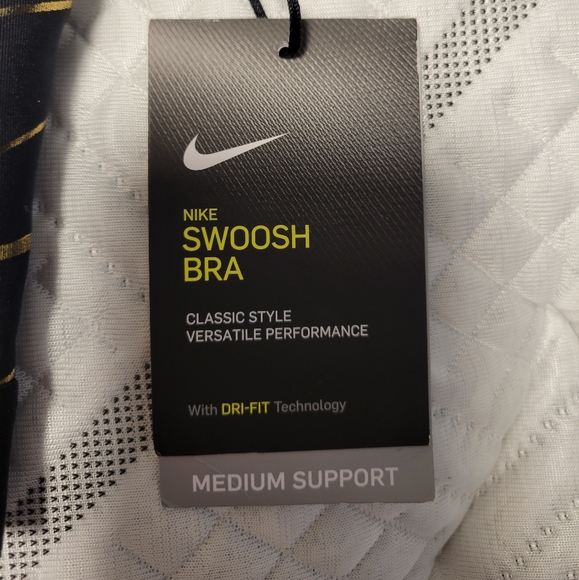 NIKE
SWOOSH
BRA
CLASSIC STYLE
VERSATILE PERFORMANCE
With DRI-FIT Technology
MEDIUM SUPPORT